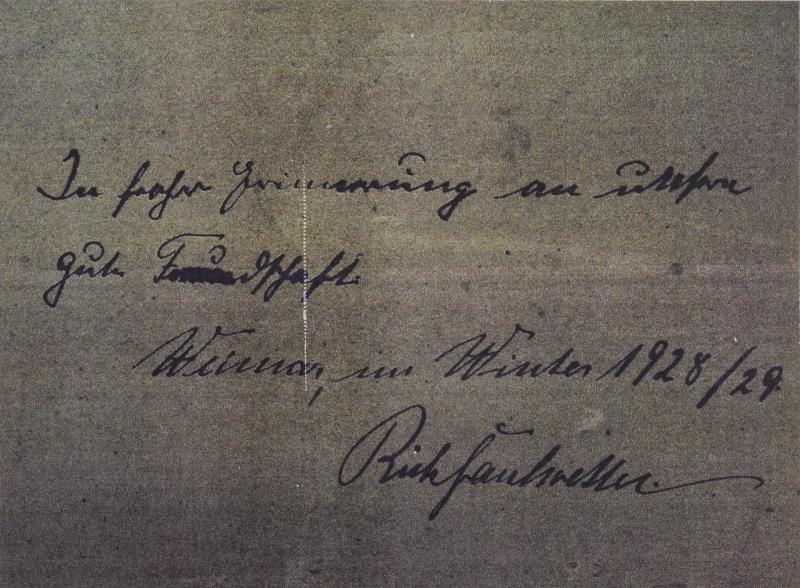 In froher Erinnerung an unsere
gute Freundschaft.
Weimar, im Winter 1928/29.